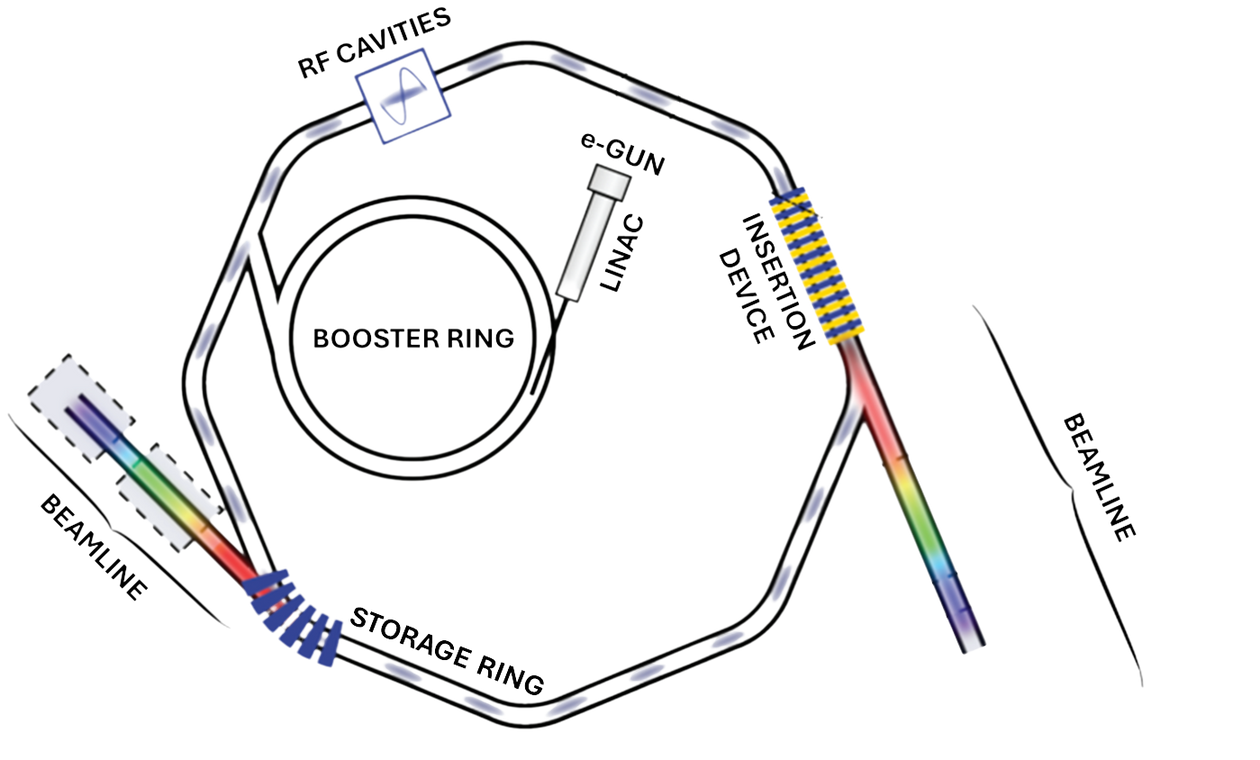 RF CAVITIES
e-GUN
LINAC
INSERTION
DEVICE
BOOSTER RING
BEAMLINE
BEAMLINE
STORAGE RING